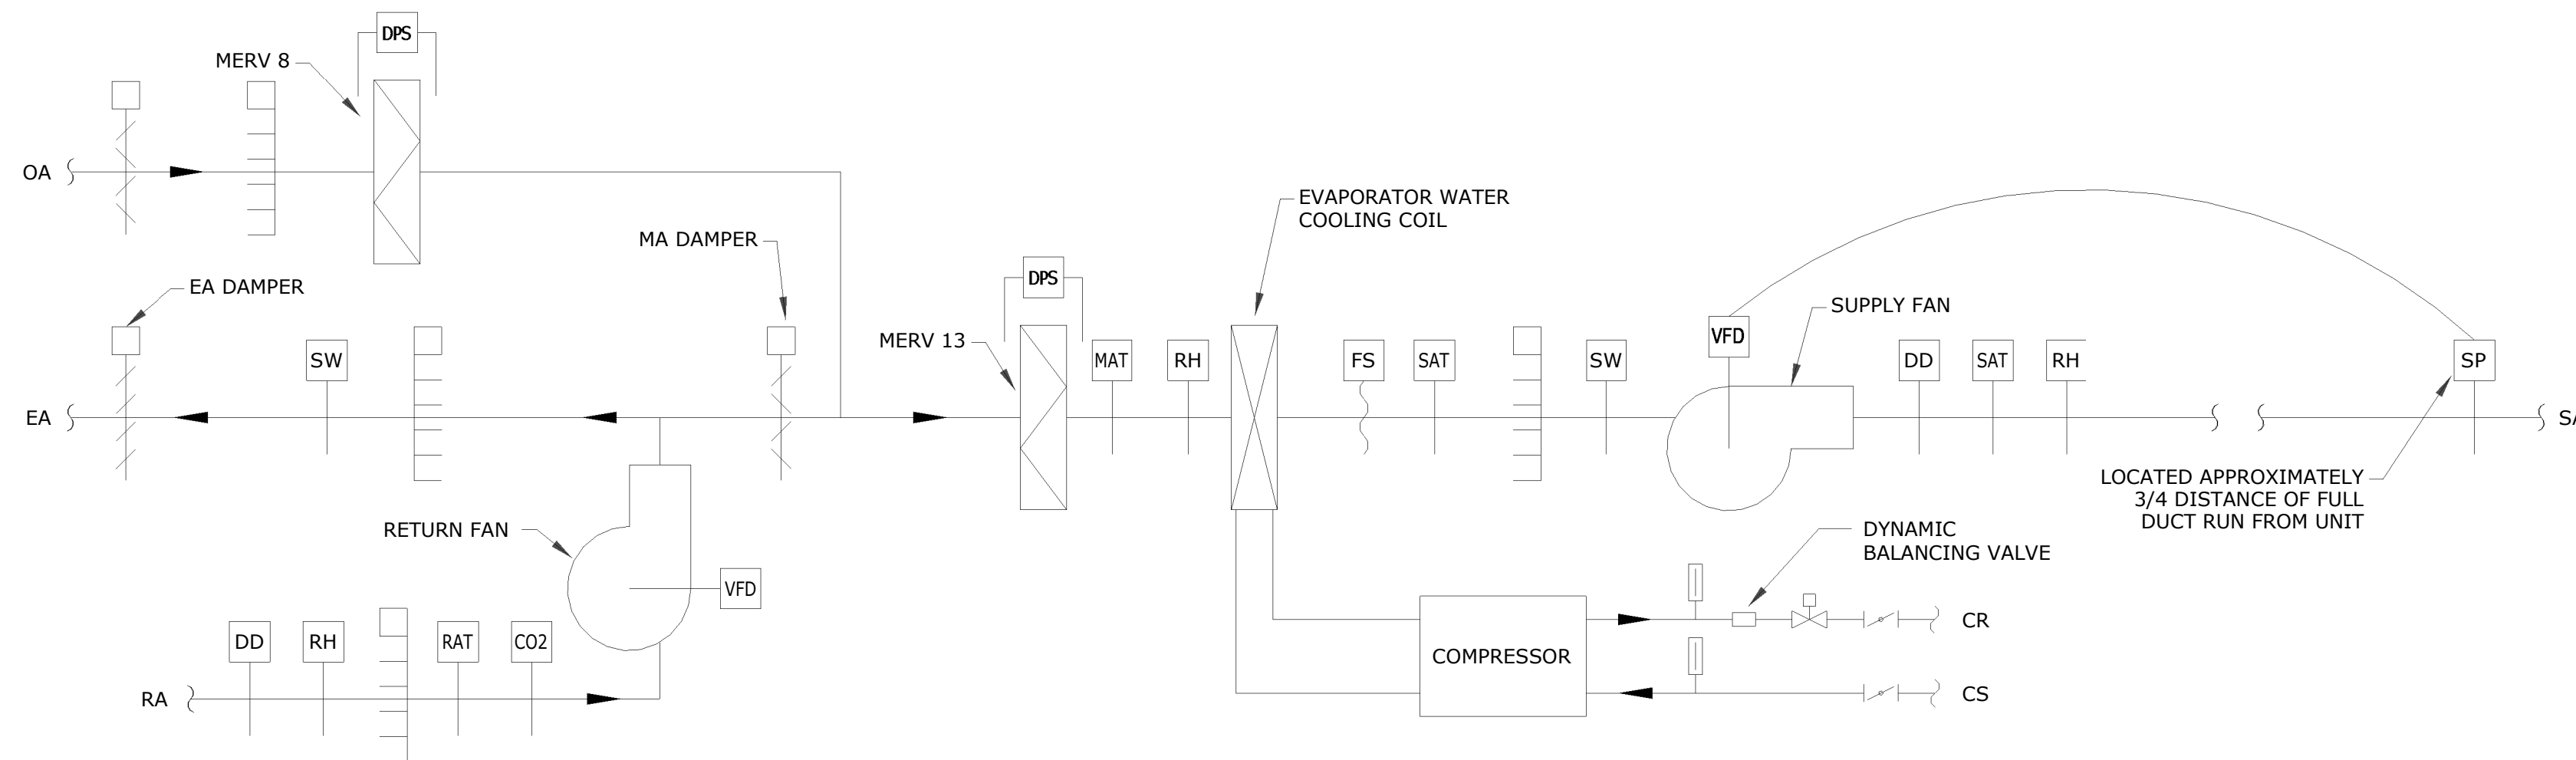 DPS
MERV 8
OA
MA DAMPER
EVAPORATOR WATER
COOLING COIL
EA DAMPER
DPS
SUPPLY FAN
MERV 13
SW
MAT
RH
FS
SAT
SW
VFD
DD
SAT
RH
SP
EA
SA
LOCATED APPROXIMATELY
3/4 DISTANCE OF FULL
DUCT RUN FROM UNIT
RETURN FAN
DYNAMIC
BALANCING VALVE
VFD
DD
RH
RAT
CO2
COMPRESSOR
CR
RA
CS